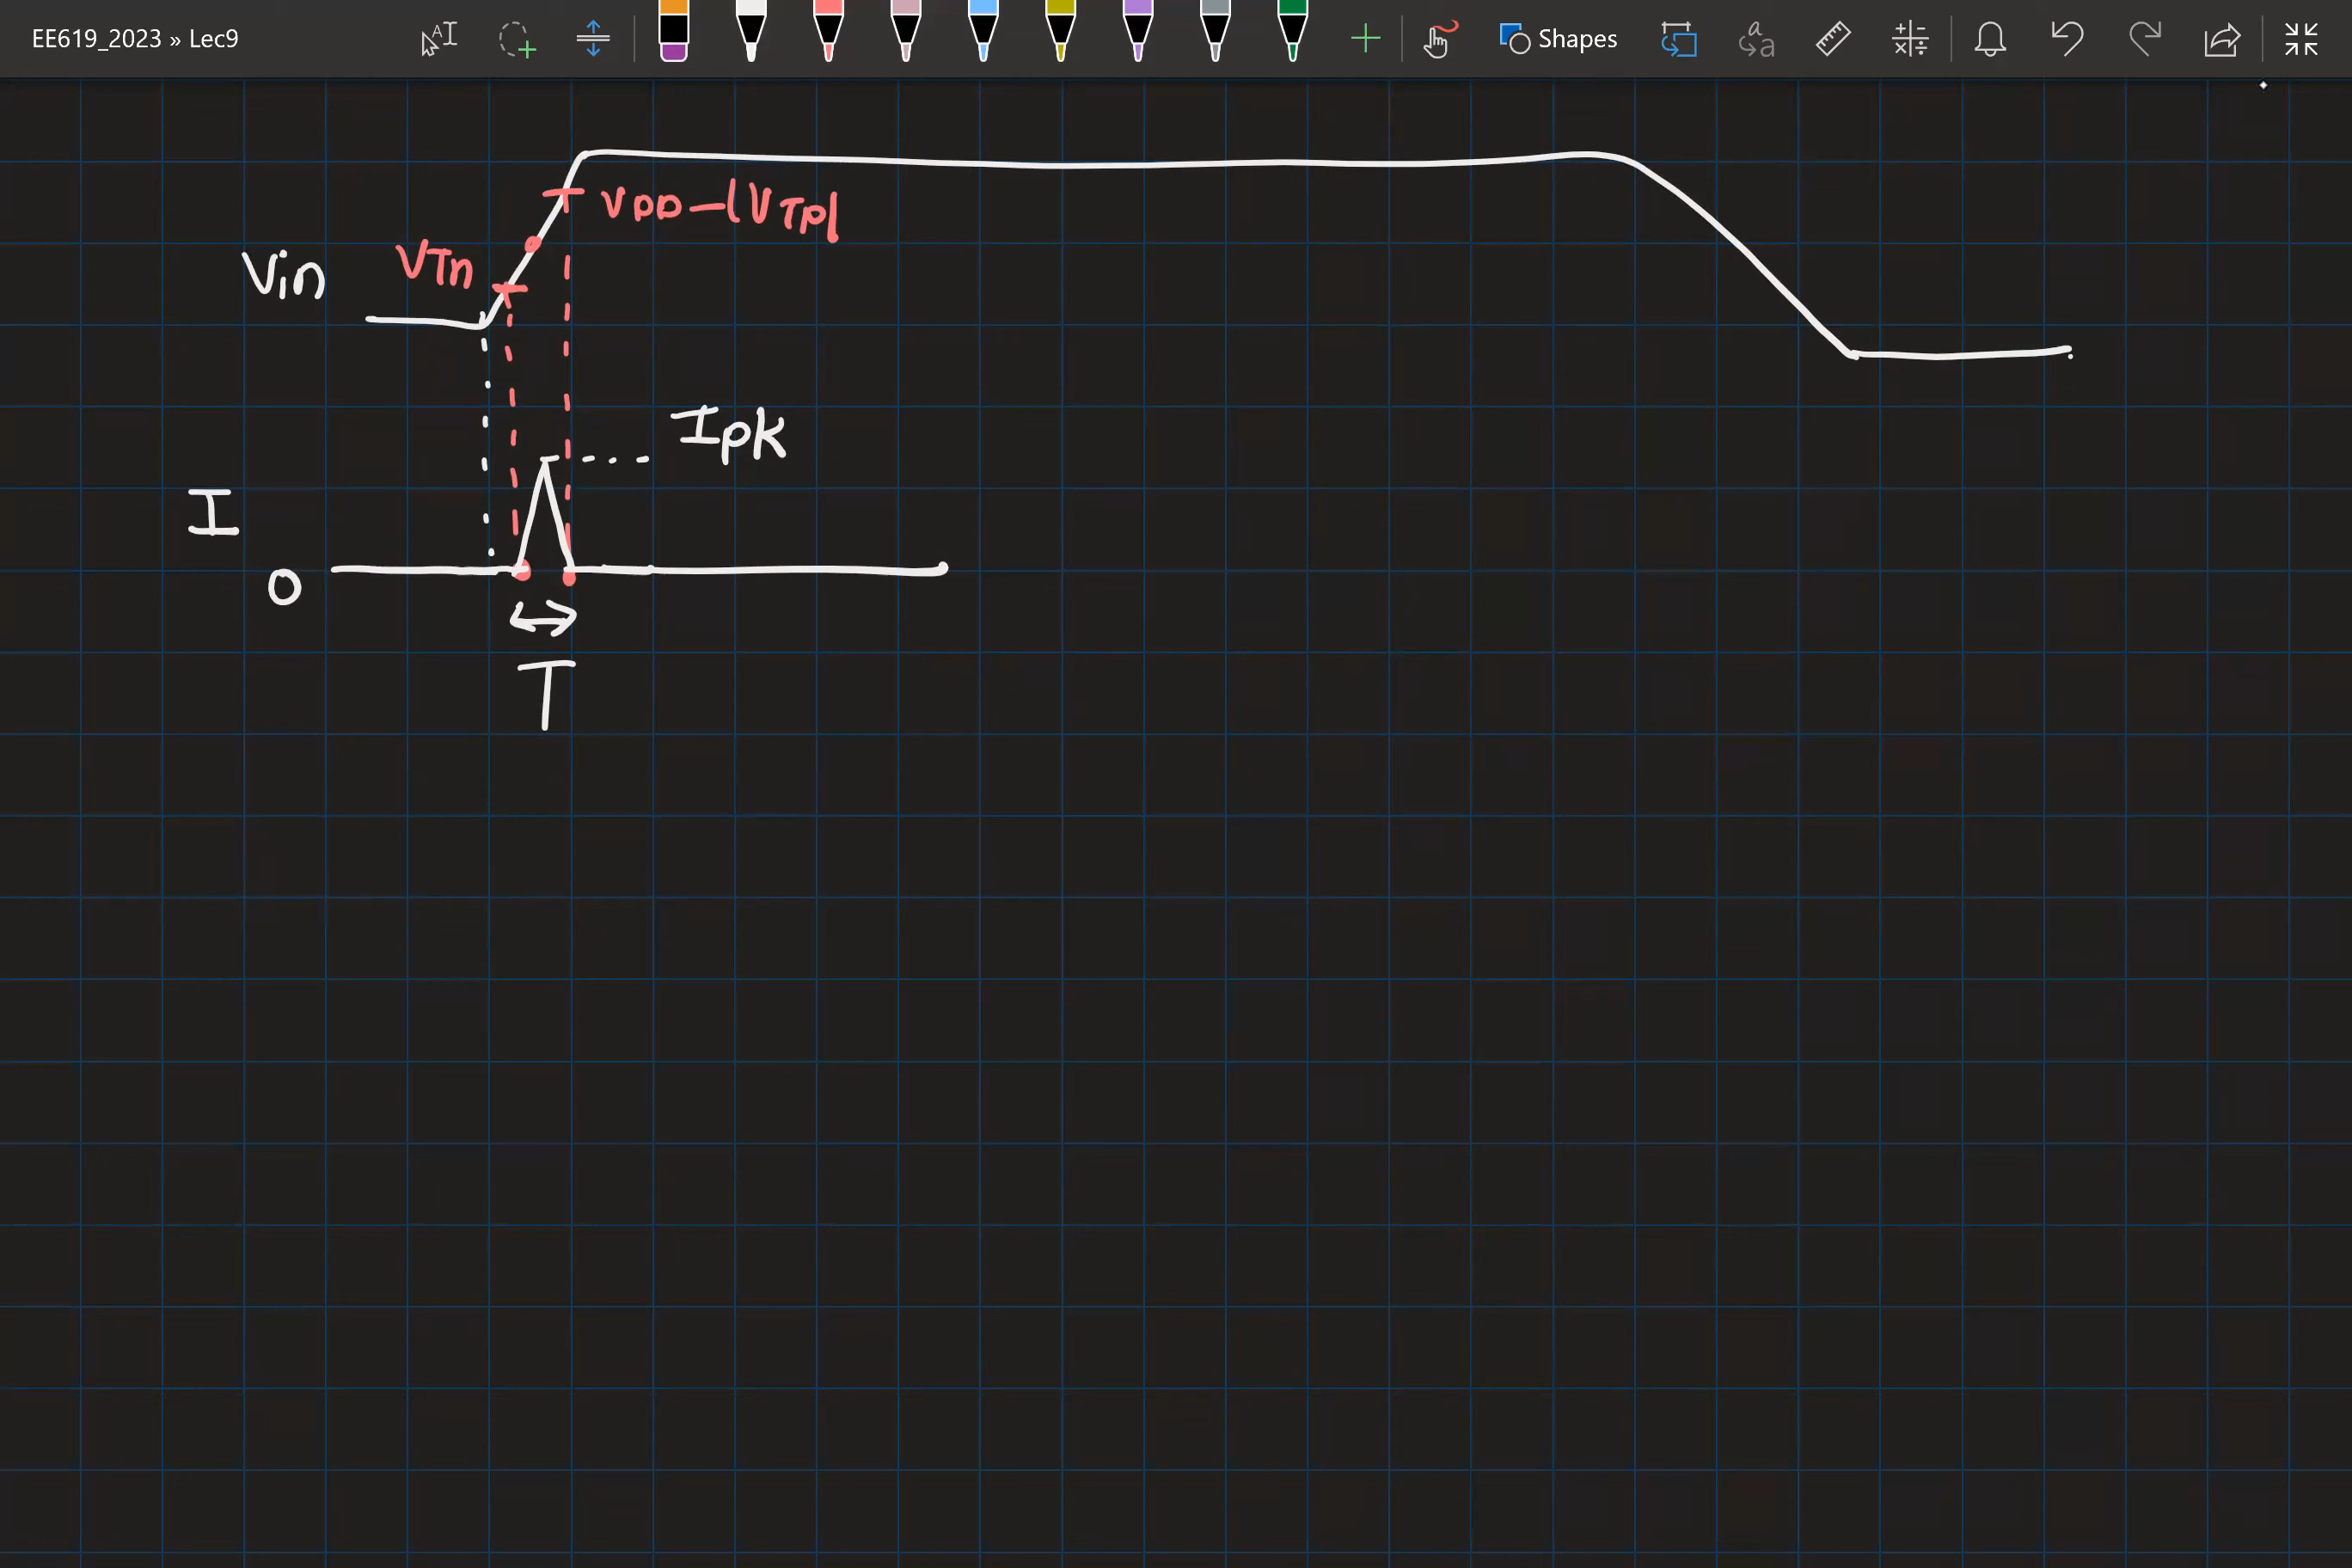 EE619_2023 » Lec9
Shapes
VDD-|VTp|
VTn
Vin
Ipk
I
0
T